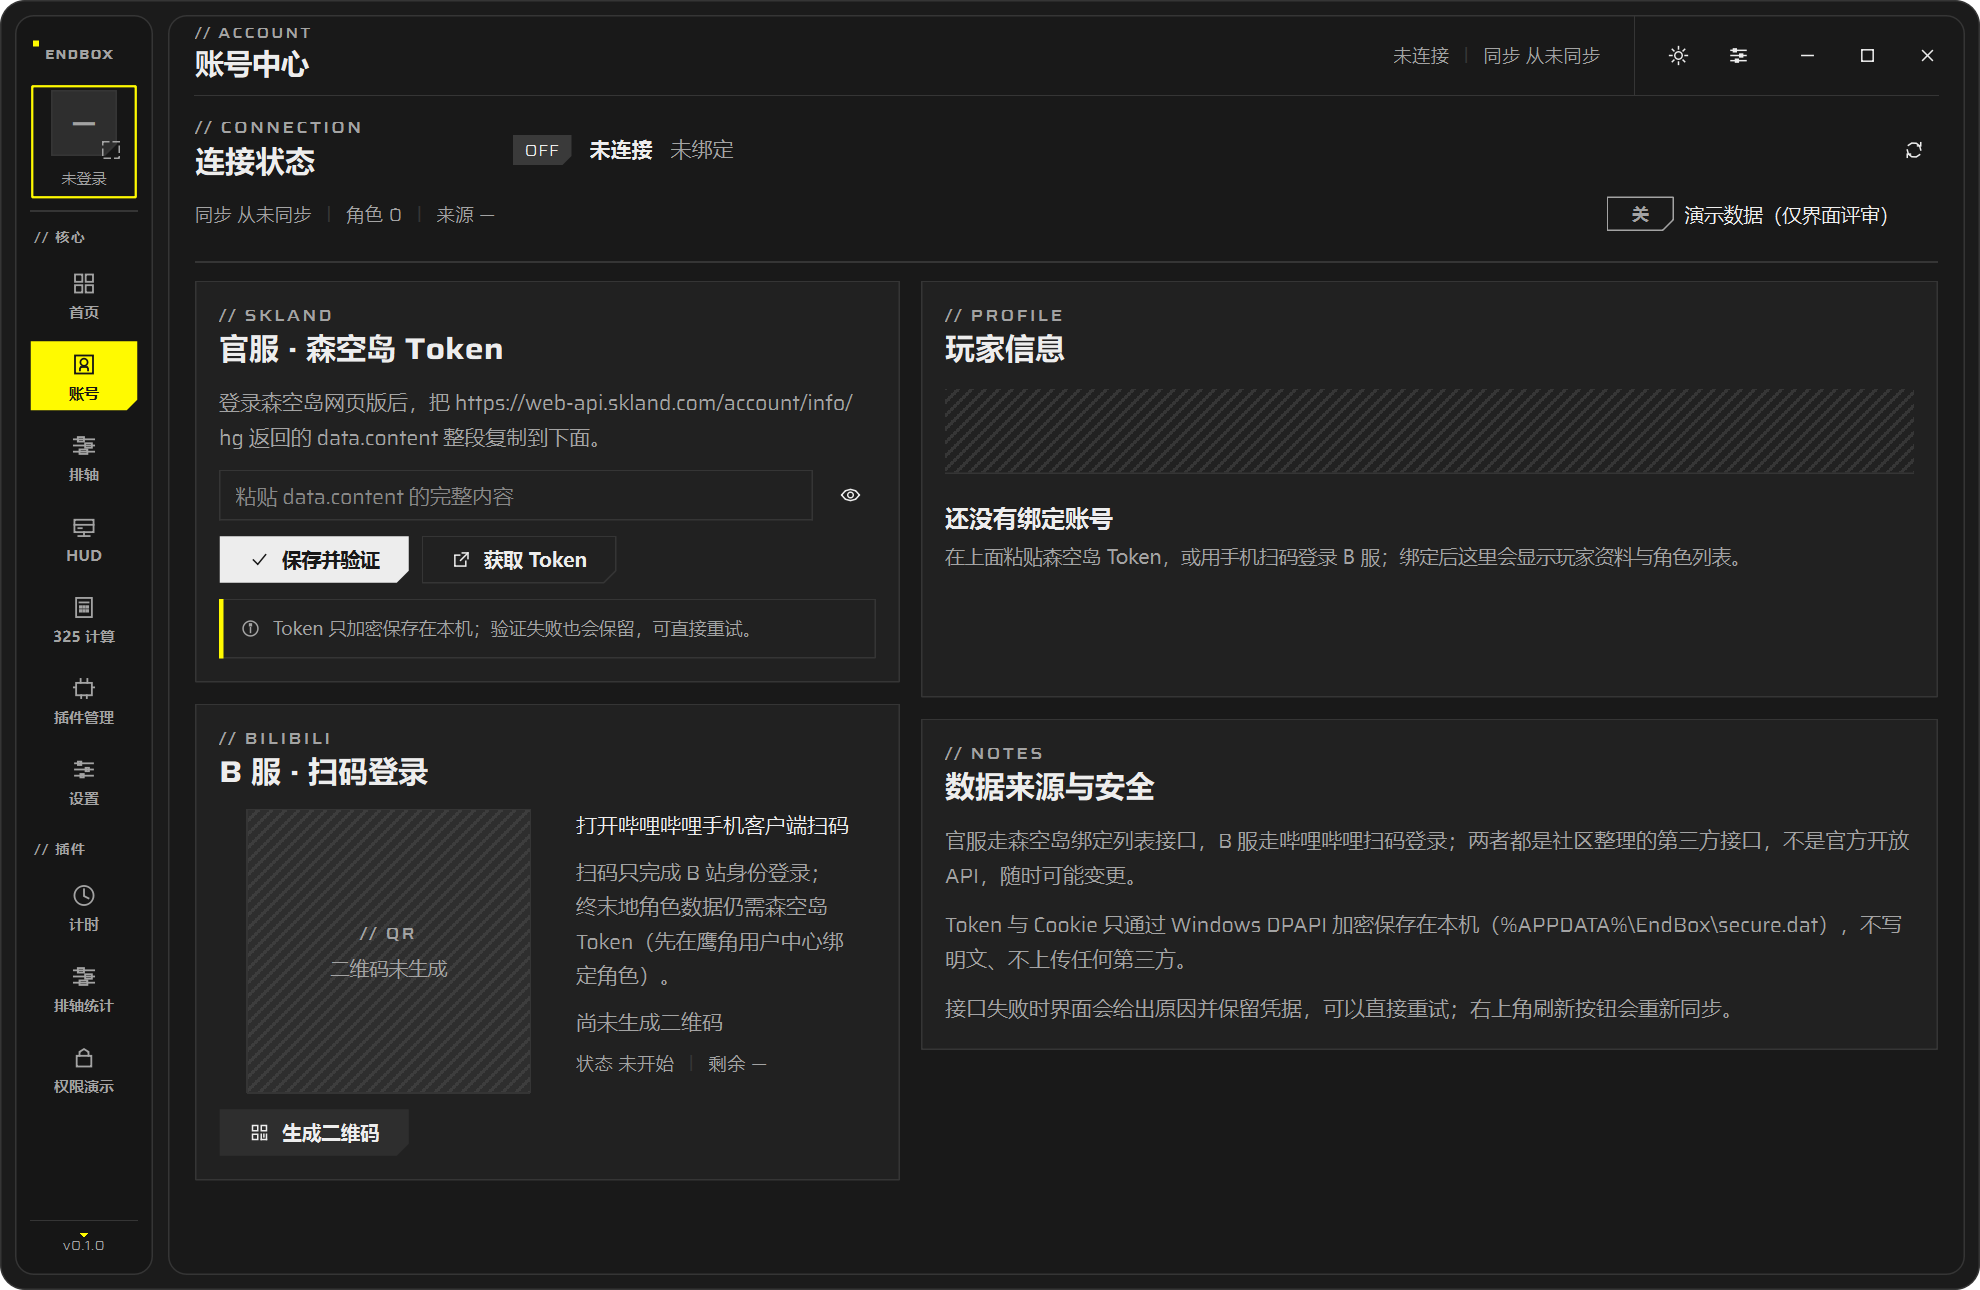 ENDBOX
未登录
// 核心
首页
账号
排轴
HUD
325 计算
插件管理
设置
// 插件
计时
排轴统计
权限演示
v0.1.0
// ACCOUNT
账号中心
未连接
同步 从未同步
// CONNECTION
连接状态
OFF 未连接 未绑定
同步 从未同步 角色 0 来源 —
关 演示数据（仅界面评审）
// SKLAND
官服 · 森空岛 Token
登录森空岛网页版后，把 https://web-api.skland.com/account/info/
hg 返回的 data.content 整段复制到下面。
粘贴 data.content 的完整内容
保存并验证
获取 Token
Token 只加密保存在本机；验证失败也会保留，可直接重试。
// BILIBILI
B 服 · 扫码登录
// QR
二维码未生成
打开哔哩哔哩手机客户端扫码
扫码只完成 B 站身份登录；
终末地角色数据仍需森空岛
Token（先在鹰角用户中心绑
定角色）。
尚未生成二维码
状态 未开始 剩余 —
生成二维码
// PROFILE
玩家信息
还没有绑定账号
在上面粘贴森空岛 Token，或用手机扫码登录 B 服；绑定后这里会显示玩家资料与角色列表。
// NOTES
数据来源与安全
官服走森空岛绑定列表接口，B 服走哔哩哔哩扫码登录；两者都是社区整理的第三方接口，不是官方开放
API，随时可能变更。
Token 与 Cookie 只通过 Windows DPAPI 加密保存在本机（%APPDATA%\EndBox\secure.dat），不写
明文、不上传任何第三方。
接口失败时界面会给出原因并保留凭据，可以直接重试；右上角刷新按钮会重新同步。